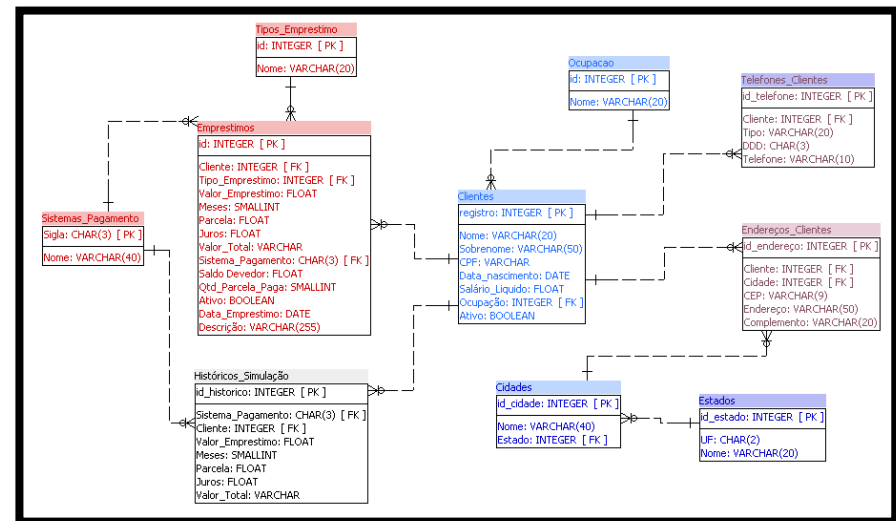 Tipos_Emprestimo
id: INTEGER [ PK ]
Nome: VARCHAR(20)
Ocupacao
id: INTEGER [ PK ]
Nome: VARCHAR(20)
Telefones_Clientes
id_telefone: INTEGER [ PK ]
Cliente: INTEGER [ FK ]
Tipo: VARCHAR(20)
DDD: CHAR(3)
Telefone: VARCHAR(10)
Emprestimos
id: INTEGER [ PK ]
Cliente: INTEGER [ FK ]
Tipo_Emprestimo: INTEGER [ FK ]
Valor_Emprestimo: FLOAT
Meses: SMALLINT
Parcela: FLOAT
Juros: FLOAT
Valor_Total: VARCHAR
Sistema_Pagamento: CHAR(3) [ FK ]
Saldo Devedor: FLOAT
Qtd_Parcela_Paga: SMALLINT
Ativo: BOOLEAN
Data_Emprestimo: DATE
Descrição: VARCHAR(255)
Sistemas_Pagamento
Sigla: CHAR(3) [ PK ]
Nome: VARCHAR(40)
Clientes
registro: INTEGER [ PK ]
Nome: VARCHAR(20)
Sobrenome: VARCHAR(50)
CPF: VARCHAR
Data_nascimento: DATE
Salário_Liquido: FLOAT
Ocupação: INTEGER [ FK ]
Ativo: BOOLEAN
Endereços_Clientes
id_endereço: INTEGER [ PK ]
Cliente: INTEGER [ FK ]
Cidade: INTEGER [ FK ]
CEP: VARCHAR(9)
Endereço: VARCHAR(50)
Complemento: VARCHAR(20)
Históricos_Simulação
id_historico: INTEGER [ PK ]
Sistema_Pagamento: CHAR(3) [ FK ]
Cliente: INTEGER [ FK ]
Valor_Emprestimo: FLOAT
Meses: SMALLINT
Parcela: FLOAT
Juros: FLOAT
Valor_Total: VARCHAR
Cidades
id_cidade: INTEGER [ PK ]
Nome: VARCHAR(40)
Estado: INTEGER [ FK ]
Estados
id_estado: INTEGER [ PK ]
UF: CHAR(2)
Nome: VARCHAR(20)